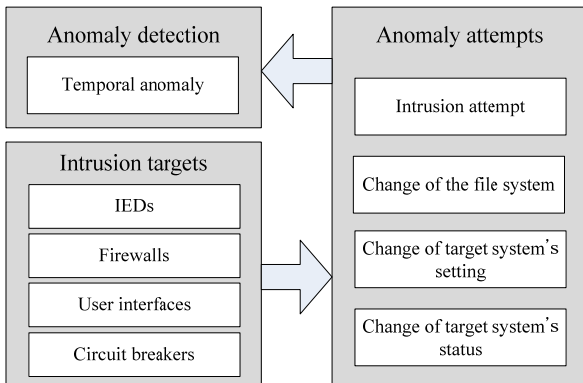 Anomaly detection
Temporal anomaly
Intrusion targets
IEDs
Firewalls
User interfaces
Circuit breakers
Anomaly attempts
Intrusion attempt
Change of the file system
Change of target system's
setting
Change of target system's
status